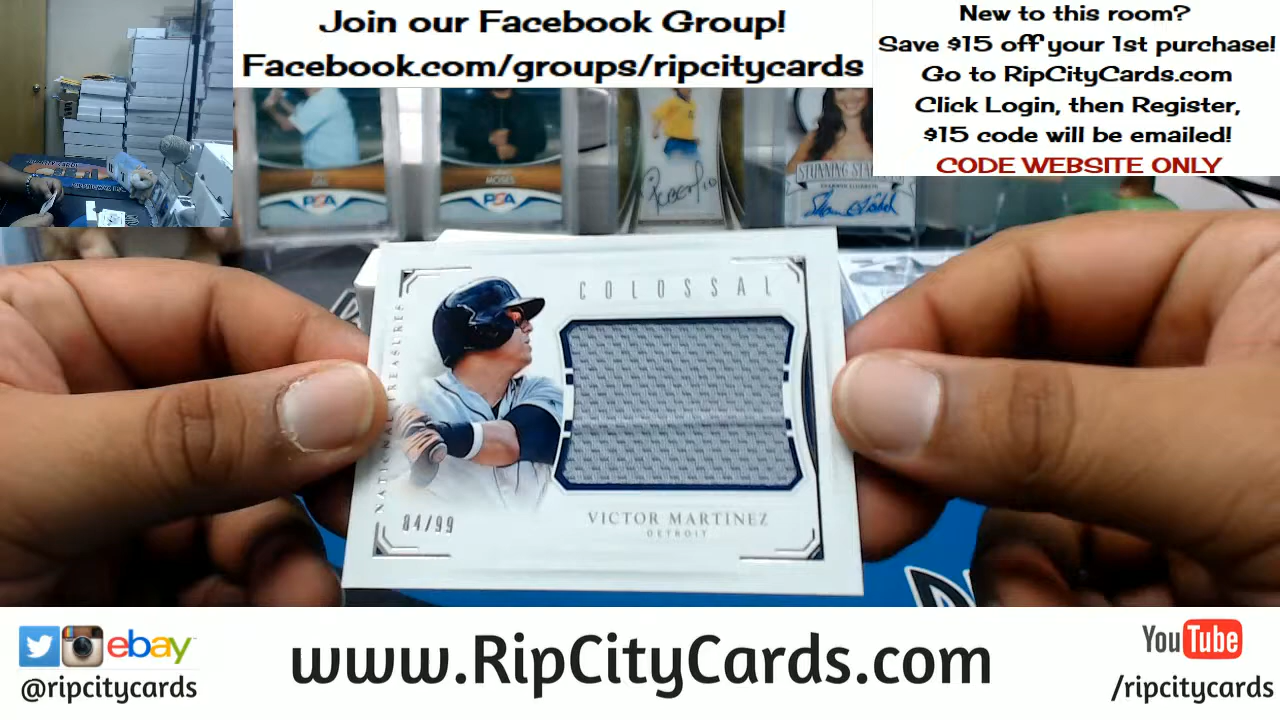 Join our Facebook Group!
Facebook.com/groups/ripcitycards
New to this room?
Save $15 off your 1st purchase!
Go to RipCityCards.com
Click Login, then Register,
$15 code will be emailed!
CODE WEBSITE ONLY
MOSES
PSA
PSA
STUNNING
COLOSSAL
NATIONAL TREASURES
84/99
VICTOR MARTINEZ
DETROIT
ebay
@ripcitycards
www.RipCityCards.com
YouTube
/ripcitycards